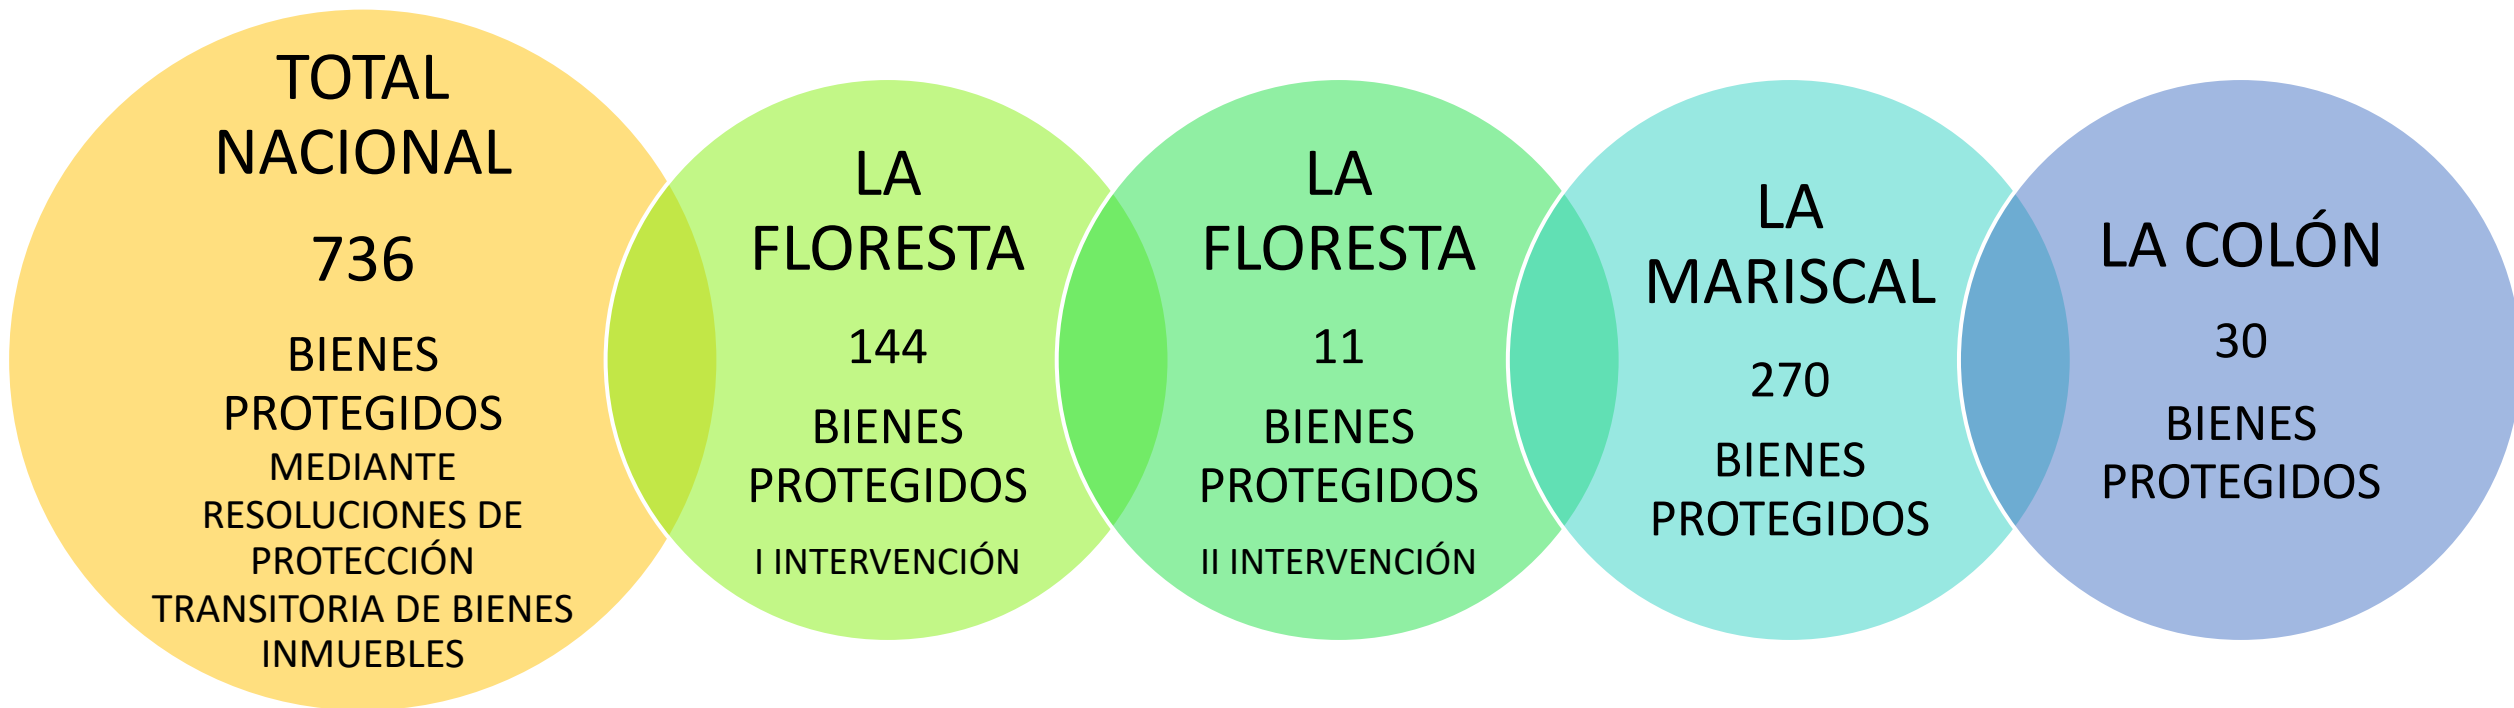 TOTAL
NACIONAL
736
BIENES
PROTEGIDOS
MEDIANTE
RESOLUCIONES DE
PROTECCIÓN
TRANSITORIA DE BIENES
INMUEBLES
LA
FLORESTA
144
BIENES
PROTEGIDOS
I INTERVENCIÓN
LA
FLORESTA
11
BIENES
PROTEGIDOS
II INTERVENCIÓN
LA
MARISCAL
270
BIENES
PROTEGIDOS
LA COLÓN
30
BIENES
PROTEGIDOS